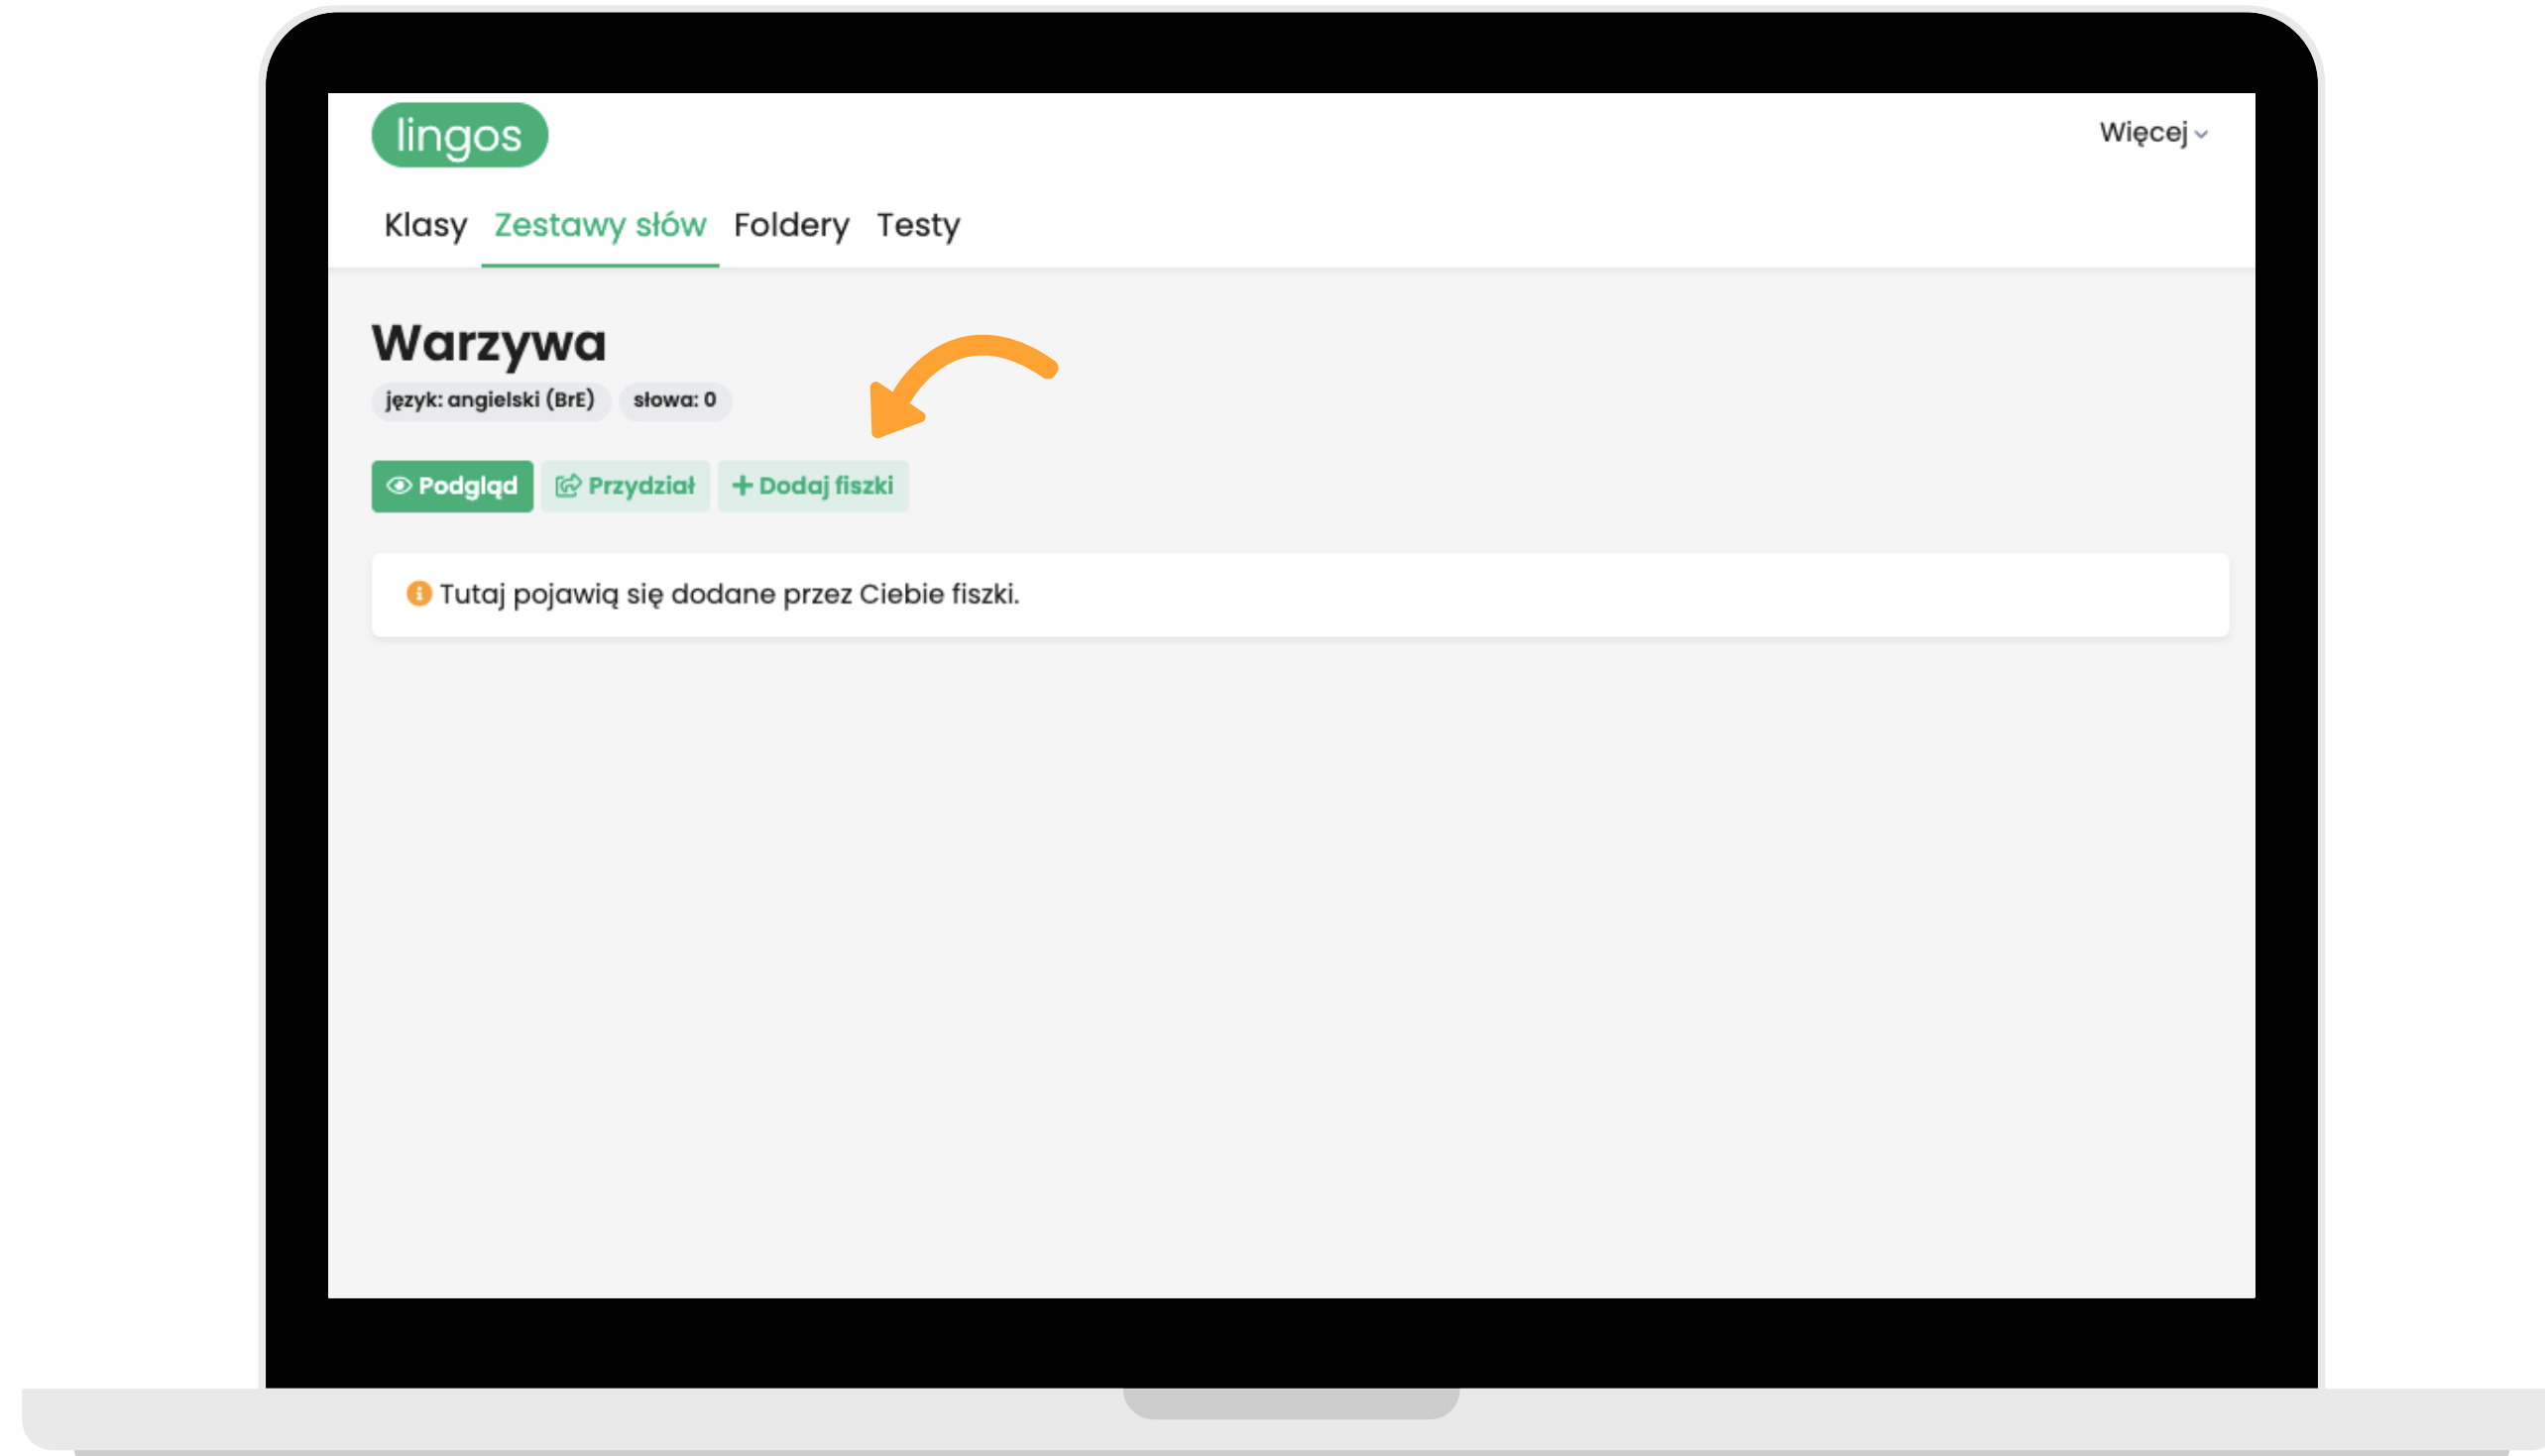 lingos
Więcej
Klasy Zestawy słów Foldery Testy
Warzywa
język: angielski (BrE) słowa: 0
Podgląd Przydział + Dodaj fiszki
Tutaj pojawią się dodane przez Ciebie fiszki.